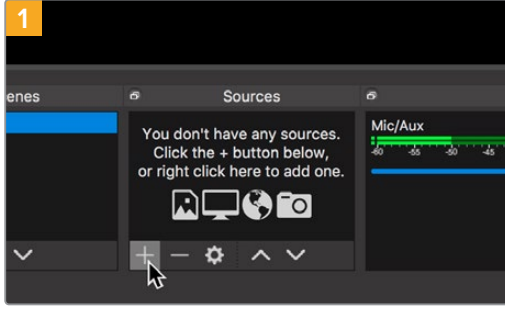 1
enes
Sources
You don't have any sources.
Click the + button below,
or right click here to add one.
Mic/Aux
-60 -55 -50 -45